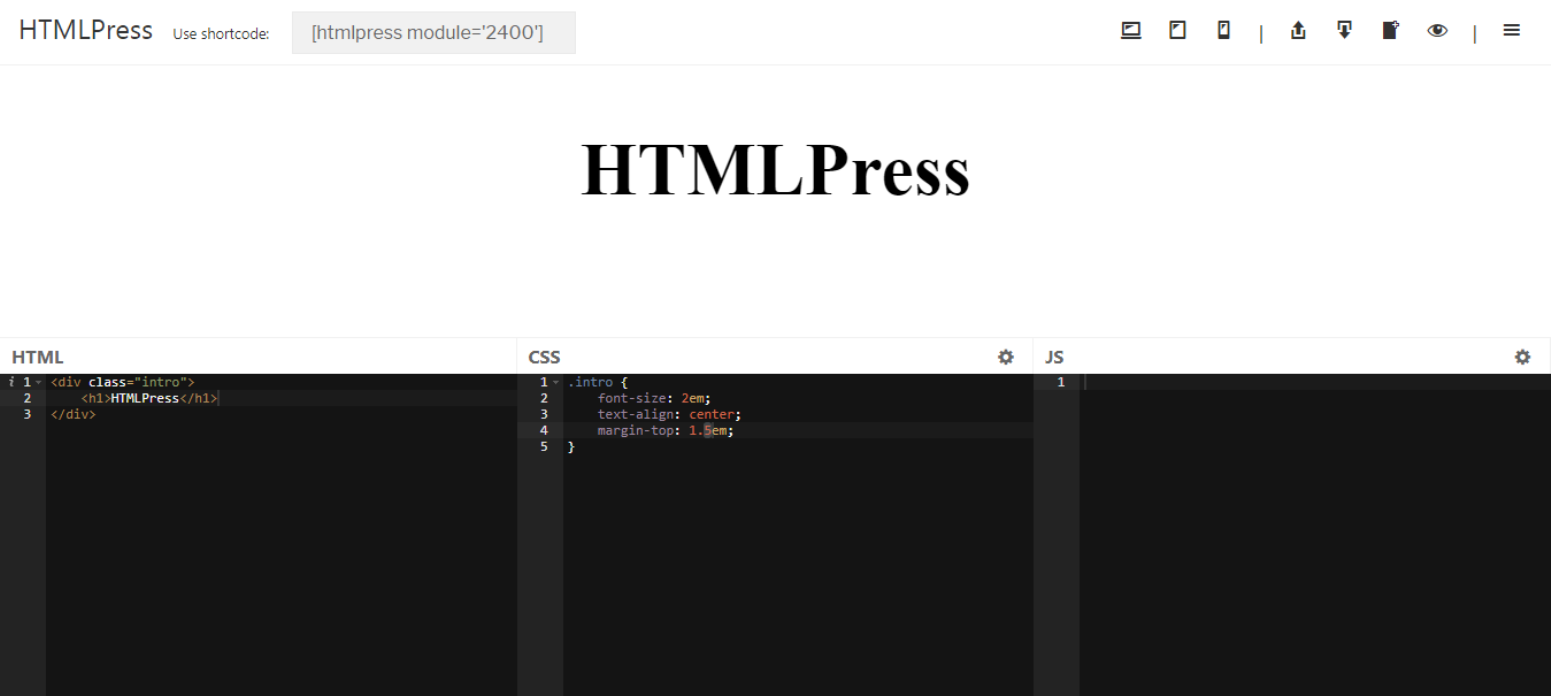 HTMLPress Use shortcode: [htmlpress module='2400']
HTMLPress
HTML
i 1 <div class="intro">
2 <h1>HTMLPress</h1>
3 </div>
CSS
1 .intro {
2 font-size: 2em;
3 text-align: center;
4 margin-top: 1.5em;
5 }
JS
1